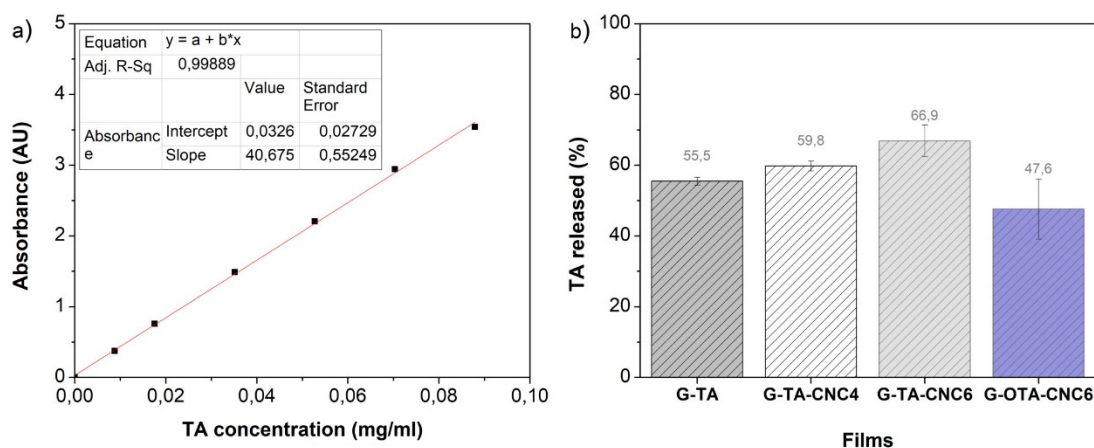 a)
Equation y = a + b*x
Adj. R-Sq 0,99889
Value Standard Error
Absorbanc e Intercept 0,0326 0,02729
Slope 40,675 0,55249
Absorbance (AU)
5
4
3
2
1
0
0,00 0,02 0,04 0,06 0,08 0,10
TA concentration (mg/ml)
b)
TA released (%)
100
80
60
40
20
0
55,5
59,8
66,9
47,6
G-TA G-TA-CNC4 G-TA-CNC6 G-OTA-CNC6
Films